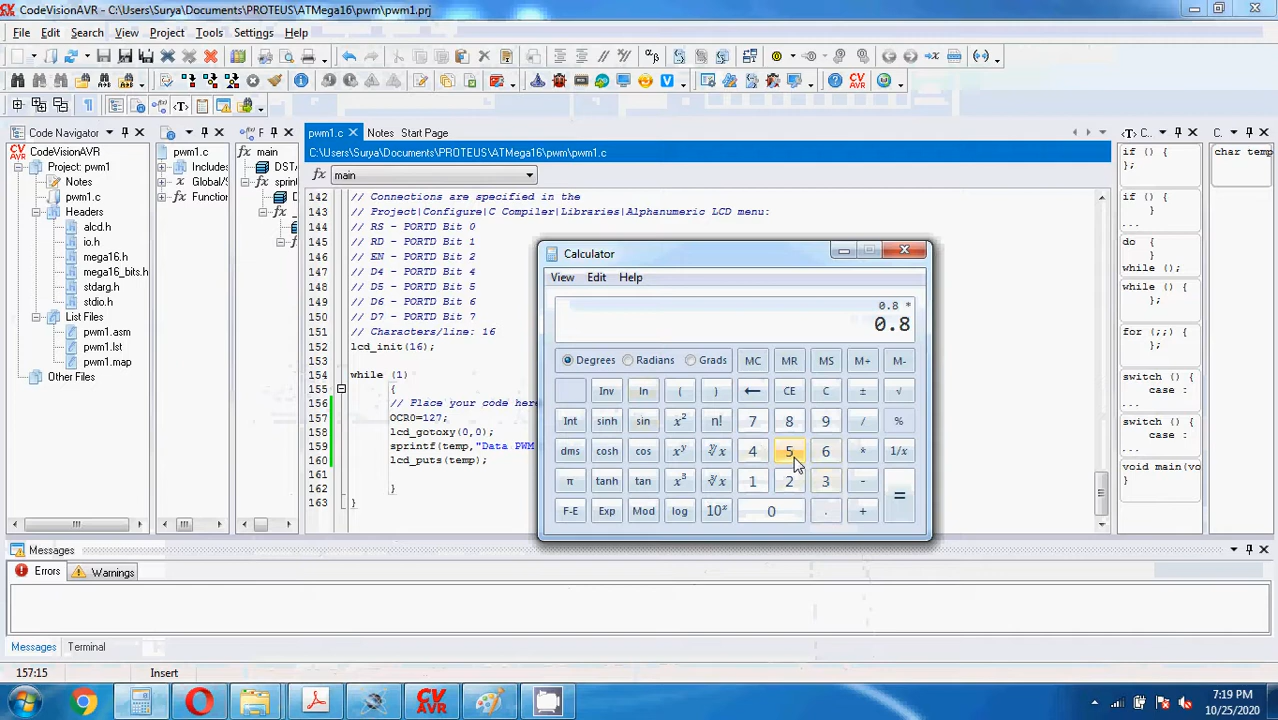 CodeVisionAVR - C:\Users\Surya\Documents\PROTEUS\ATMega16\pwm\pwm1.prj
File Edit Search View Project Tools Settings Help
Code Navigator
F
C..
C.
CodeVisionAVR
Project: pwm1
Notes
pwm1.c
Headers
alcd.h
io.h
mega16.h
mega16_bits.h
stdarg.h
stdio.h
List Files
pwm1.asm
pwm1.lst
pwm1.map
Other Files
pwm1.c
Includes
Global/S
Function
main
DSTA
sprin
pwm1.c Notes Start Page
C:\Users\Surya\Documents\PROTEUS\ATMega16\pwm\pwm1.c
main
142 // Connections are specified in the
143 // Project|Configure|C Compiler|Libraries|Alphanumeric LCD menu:
144 // RS - PORTD Bit 0
145 // RD - PORTD Bit 1
146 // EN - PORTD Bit 2
147 // D4 - PORTD Bit 4
148 // D5 - PORTD Bit 5
149 // D6 - PORTD Bit 6
150 // D7 - PORTD Bit 7
151 // Characters/line: 16
152 lcd_init(16);
153
154 while (1)
155 {
156 // Place your code here
157 OCR0=127;
158 lcd_gotoxy(0,0);
159 sprintf(temp,"Data PWM
160 lcd_puts(temp);
161
162 }
163 }
Calculator
View Edit Help
0.8 *
0.8
Degrees Radians Grads MC MR MS M+ M-
Inv ln ( ) ← CE C ± √
Int sinh sin x² n! 7 8 9 / %
dms cosh cos xʸ ʸ√x 4 5 6 * 1/x
π tanh tan x³ ³√x 1 2 3 - =
F-E Exp Mod log 10ˣ 0 . +
if () {
};
if () {
}
do
{
while ();
while () {
};
for (;;) {
};
switch () {
case :
switch () {
case :
void main(vo
}
char temp
Messages
Errors Warnings
Messages Terminal
157:15 Insert
7:19 PM
10/25/2020